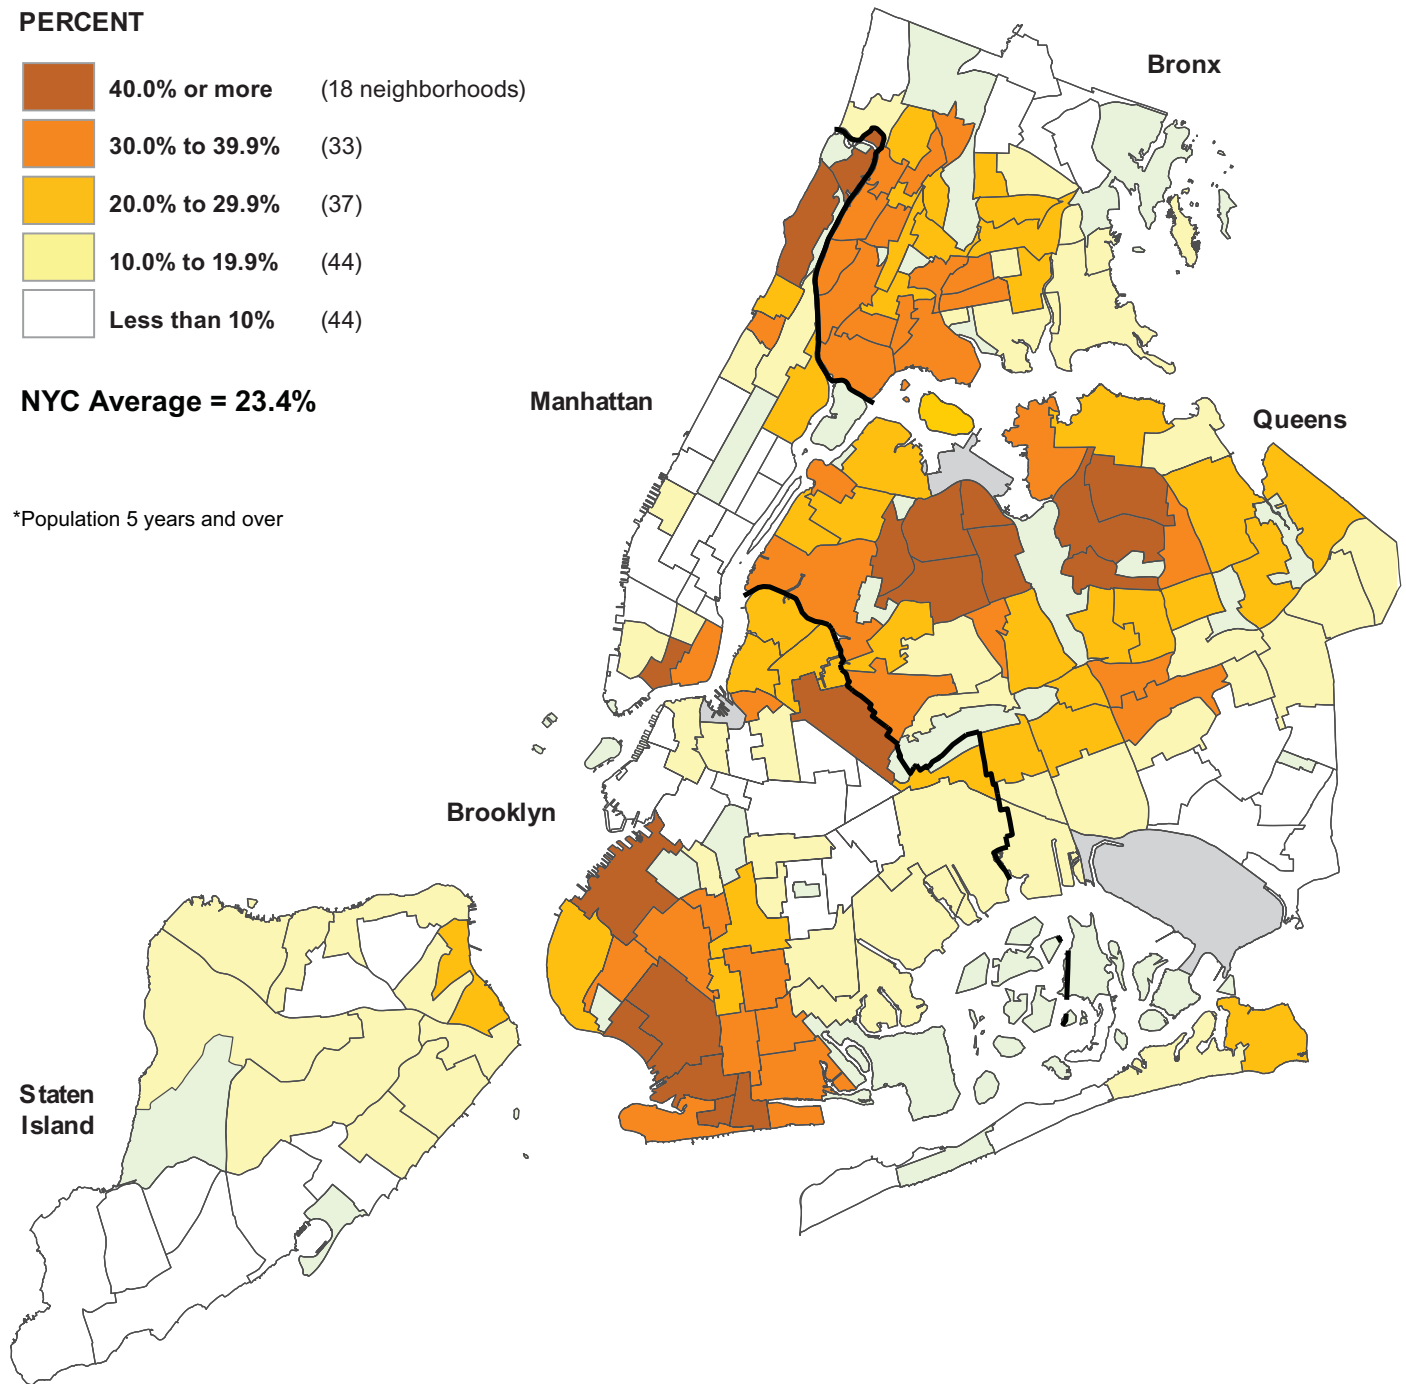 PERCENT
40.0% or more (18 neighborhoods)
30.0% to 39.9% (33)
20.0% to 29.9% (37)
10.0% to 19.9% (44)
Less than 10% (44)
NYC Average = 23.4%
*Population 5 years and over
Bronx
Manhattan
Queens
Brooklyn
Staten
Island